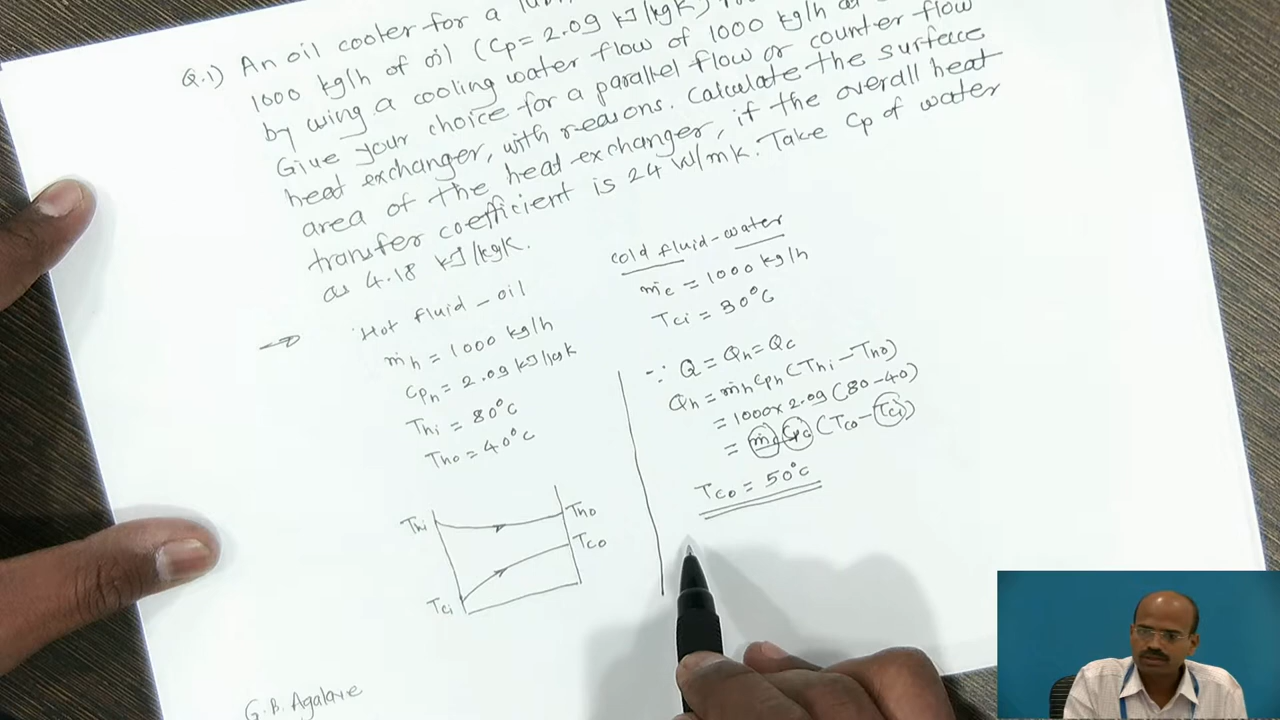 Q.1) An oil cooler for a
1000 kg/h of oil (Cp = 2.09 kJ/kgK)
by using a cooling water flow of 1000 kg/h at
Give your choice for a parallel flow or counter flow
heat exchanger, with reasons. Calculate the surface
area of the heat exchanger, if the overall heat
transfer coefficient is 24 W/mK. Take Cp of water
as 4.18 kJ/kgK.
→ Hot fluid - oil
ṁh = 1000 kg/h
Cph = 2.09 kJ/kgK
Thi = 80°C
Tho = 40°C
Thi
Tho
Tco
Tci
cold fluid - water
ṁc = 1000 kg/h
Tci = 30°C
∵ Q = Qh = Qc
Qh = ṁh Cph (Thi - Tho)
= 1000 x 2.09 (80-40)
= ṁc Cpc (Tco - Tci)
Tco = 50°C
G.B. Agalave